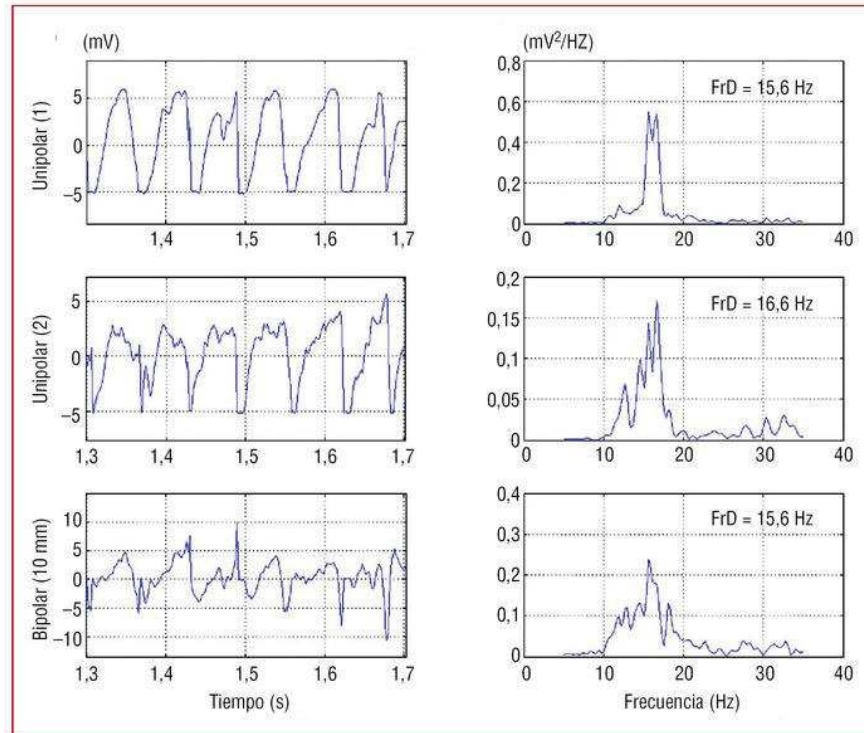 (mV)
Unipolar (1)
5
0
−5
1,4 1,5 1,6 1,7
(mV²/HZ)
0,8
0,6
0,4
0,2
0
FrD = 15,6 Hz
0 10 20 30 40
Unipolar (2)
5
0
−5
1,3 1,4 1,5 1,6 1,7
0,2
0,15
0,1
0,05
0
FrD = 16,6 Hz
0 10 20 30 40
Bipolar (10 mm)
10
5
0
−5
−10
1,3 1,4 1,5 1,6 1,7
Tiempo (s)
0,4
0,3
0,2
0,1
0
FrD = 15,6 Hz
0 10 20 30 40
Frecuencia (Hz)